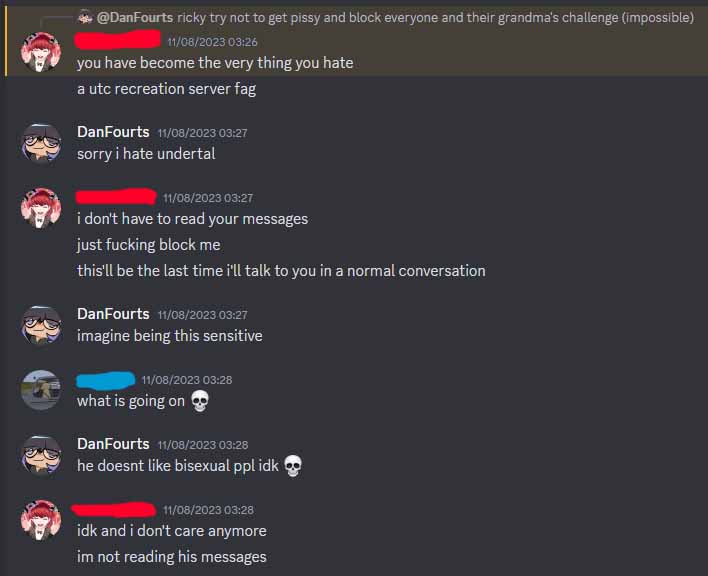 @DanFourts ricky try not to get pissy and block everyone and their grandma's challenge (impossible)
11/08/2023 03:26
you have become the very thing you hate
a utc recreation server fag
DanFourts 11/08/2023 03:27
sorry i hate undertal
11/08/2023 03:27
i don't have to read your messages
just fucking block me
this'll be the last time i'll talk to you in a normal conversation
DanFourts 11/08/2023 03:27
imagine being this sensitive
11/08/2023 03:28
what is going on 💀
DanFourts 11/08/2023 03:28
he doesnt like bisexual ppl idk 💀
11/08/2023 03:28
idk and i don't care anymore
im not reading his messages